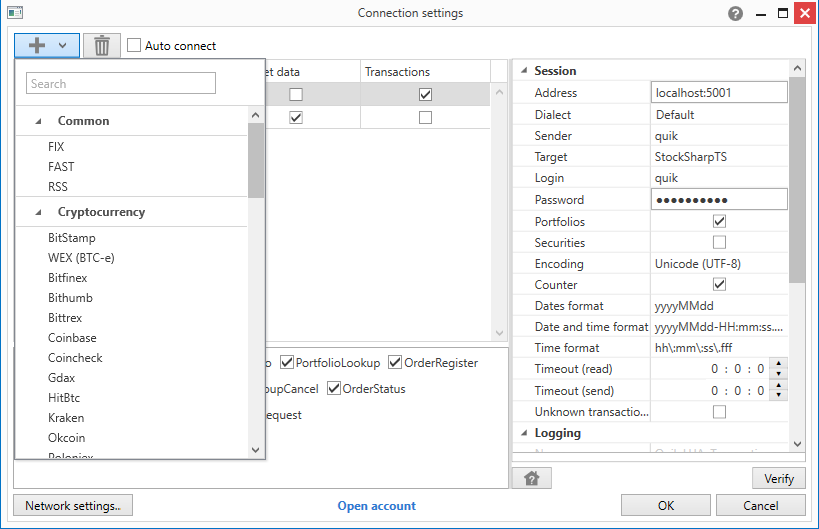 Connection settings
Auto connect
Search
et data
Transactions
Common
FIX
FAST
RSS
Cryptocurrency
BitStamp
WEX (BTC-e)
Bitfinex
Bithumb
Bittrex
Coinbase
Coincheck
Gdax
HitBtc
Kraken
Okcoin
Poloniex
PortfolioLookup
OrderRegister
oupCancel
OrderStatus
equest
Session
Address localhost:5001
Dialect Default
Sender quik
Target StockSharpTS
Login quik
Password ●●●●●●●●●●
Portfolios
Securities
Encoding Unicode (UTF-8)
Counter
Dates format yyyyMMdd
Date and time format yyyyMMdd-HH:mm:ss....
Time format hh\:mm\:ss\.fff
Timeout (read) 0 : 0 : 0
Timeout (send) 0 : 0 : 0
Unknown transactio...
Logging
Verify
Network settings..
Open account
OK
Cancel